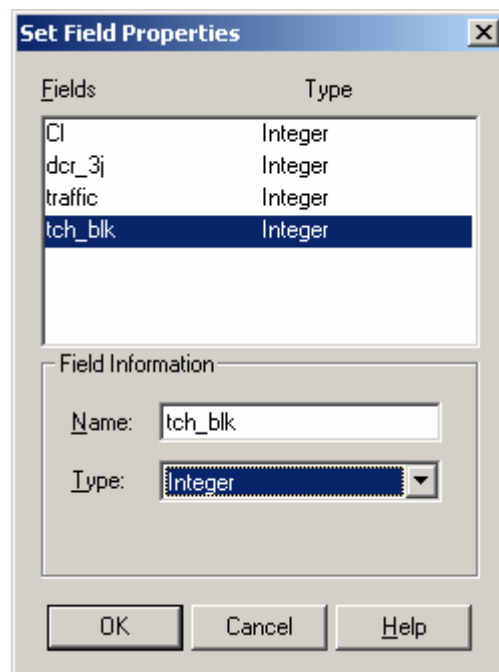 Set Field Properties
Fields Type
CI Integer
dcr_3j Integer
traffic Integer
tch_blk Integer
Field Information
Name: tch_blk
Type: Integer
OK Cancel Help